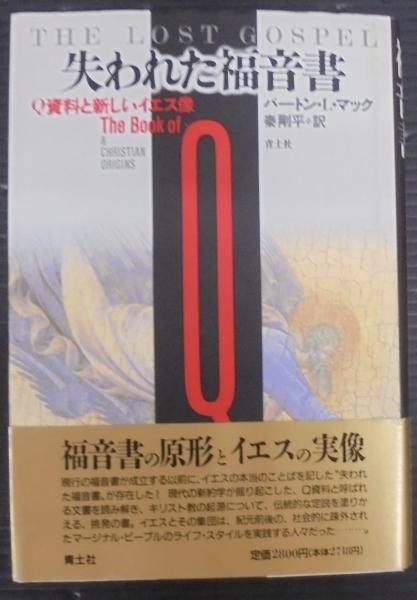 THE LOST GOSPEL
失われた福音書
Q資料と新しいイエス像
The Book of
Q
&
CHRISTIAN
ORIGINS
バートン・L・マック
秦剛平+訳
青土社
福音書の原形とイエスの実像
現行の福音書が成立する以前に、イエスの本当のことばを記した“失われ
た福音書〟が存在した! 現代の新約学が掘り起こした、Q資料と呼ばれ
る文書を読み解き、キリスト教の起源について、伝統的な定説を塗りか
える、挑発の書。イエスとその集団は、紀元前後の、社会的に疎外され
たマージナル・ピープルのライフ・スタイルを実践する人々だった………。
青土社
定価2800円(本体2718円)